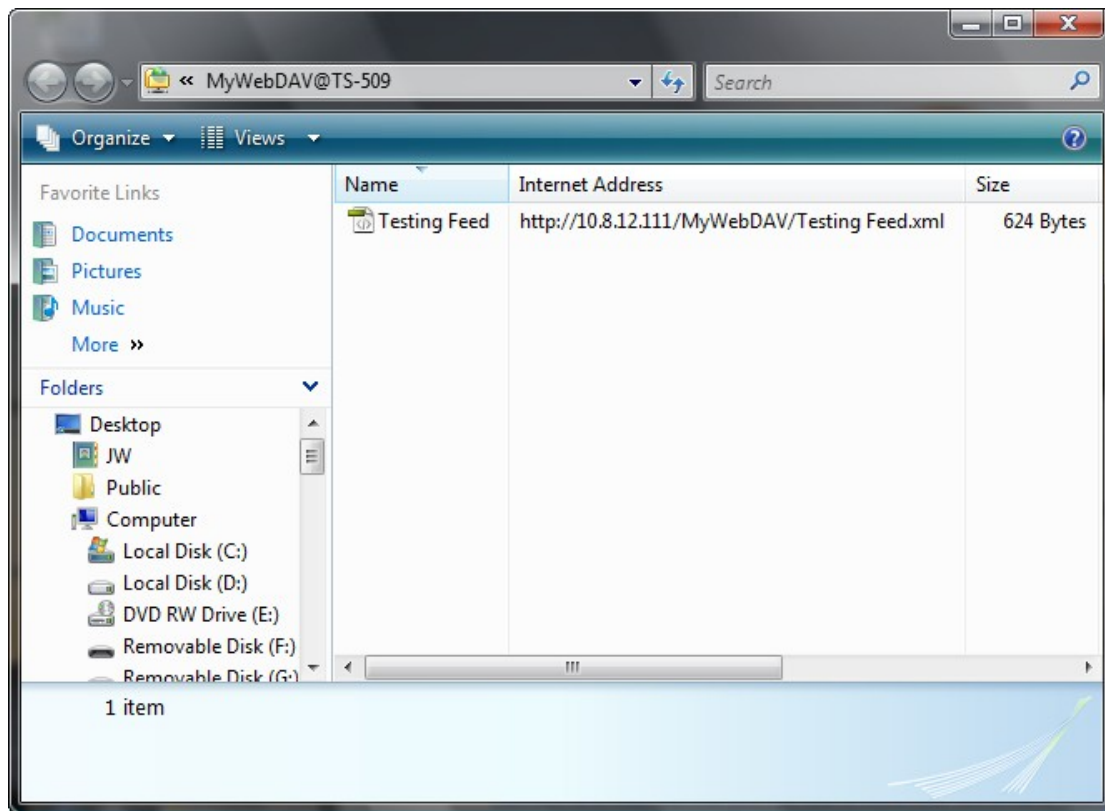 « MyWebDAV@TS-509
Search
Organize Views
Favorite Links
Documents
Pictures
Music
More »
Folders
Desktop
JW
Public
Computer
Local Disk (C:)
Local Disk (D:)
DVD RW Drive (E:)
Removable Disk (F:)
Removable Disk (G:)
Name Internet Address Size
Testing Feed http://10.8.12.111/MyWebDAV/Testing Feed.xml 624 Bytes
1 item